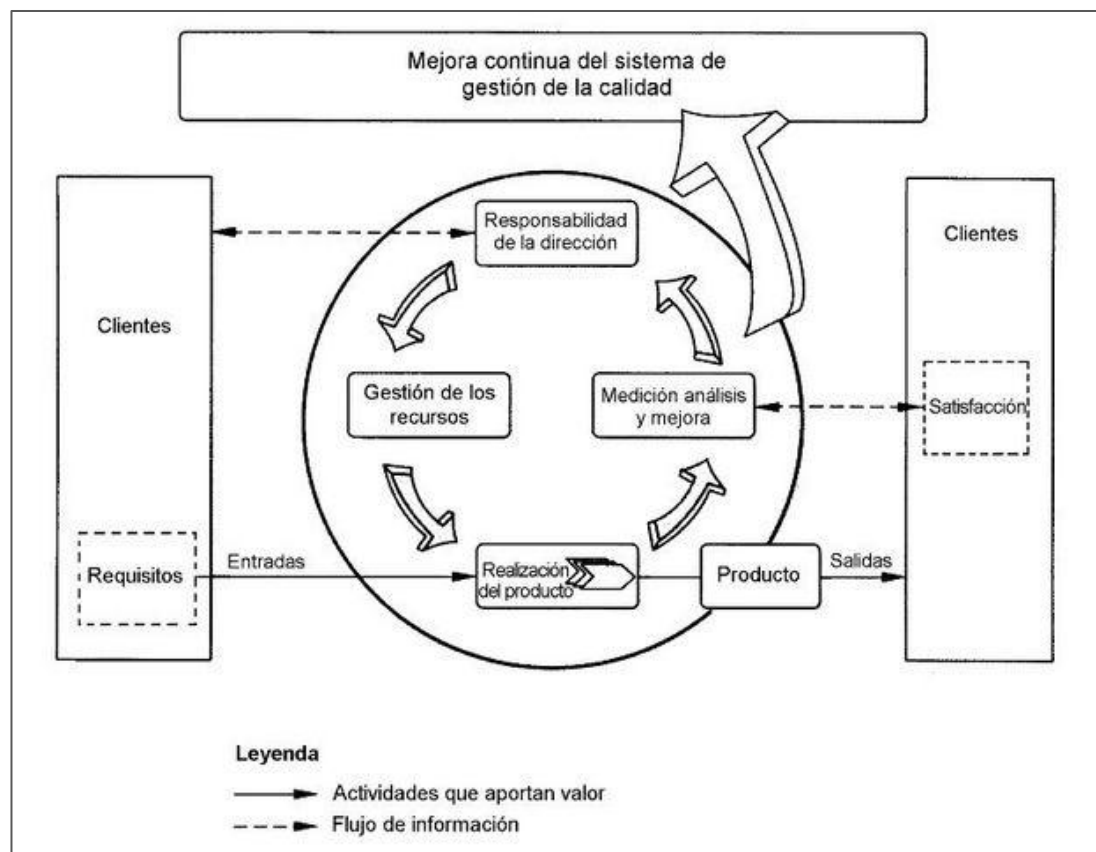 Mejora continua del sistema de
gestión de la calidad
Responsabilidad
de la dirección
Clientes
Clientes
Gestión de los
recursos
Medición análisis
y mejora
Satisfacción
Requisitos
Entradas
Realización
del producto
Producto
Salidas
Leyenda
Actividades que aportan valor
Flujo de información